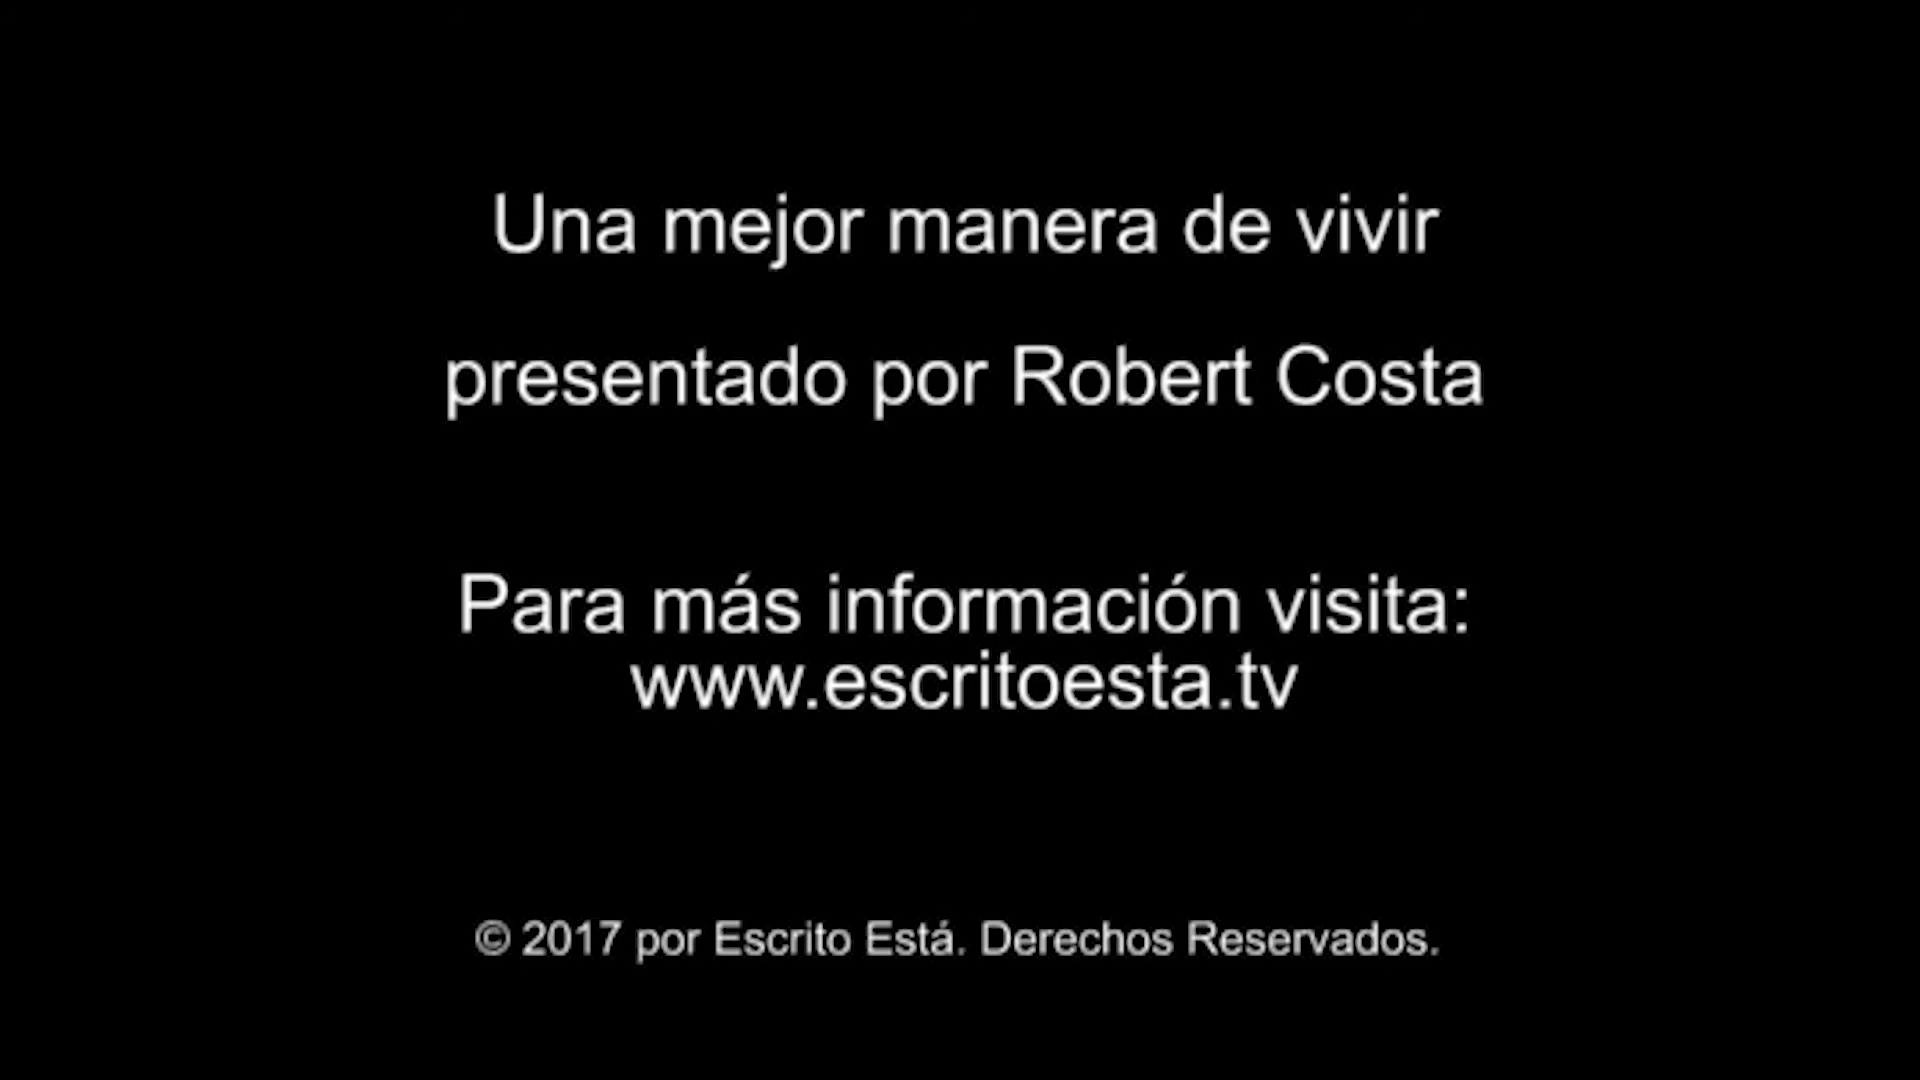 Una mejor manera de vivir
presentado por Robert Costa
Para más información visita:
www.escritoesta.tv
© 2017 por Escrito Está. Derechos Reservados.